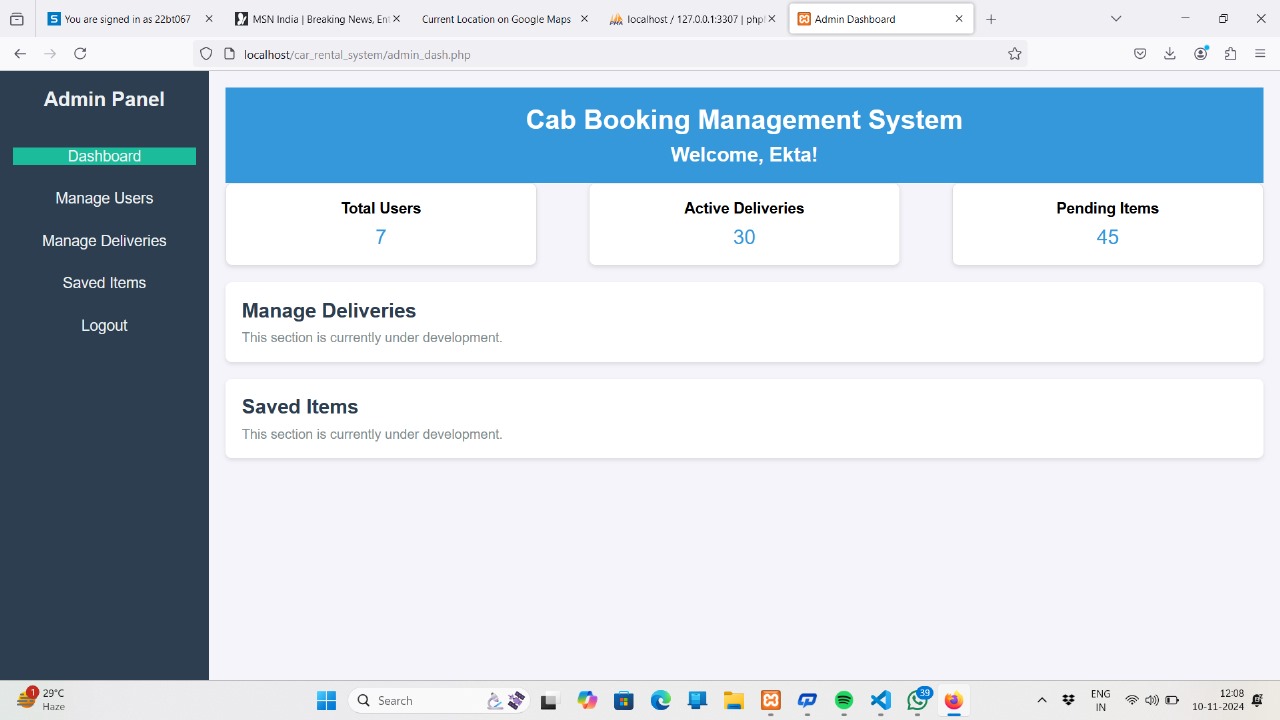 You are signed in as 22bt067
MSN India | Breaking News, Ent
Current Location on Google Maps
localhost / 127.0.0.1:3307 | php
Admin Dashboard
localhost/car_rental_system/admin_dash.php
Admin Panel
Dashboard
Manage Users
Manage Deliveries
Saved Items
Logout
Cab Booking Management System
Welcome, Ekta!
Total Users
7
Active Deliveries
30
Pending Items
45
Manage Deliveries
This section is currently under development.
Saved Items
This section is currently under development.
1
29°C
Haze
Search
39
ENG
IN
12:08
10-11-2024